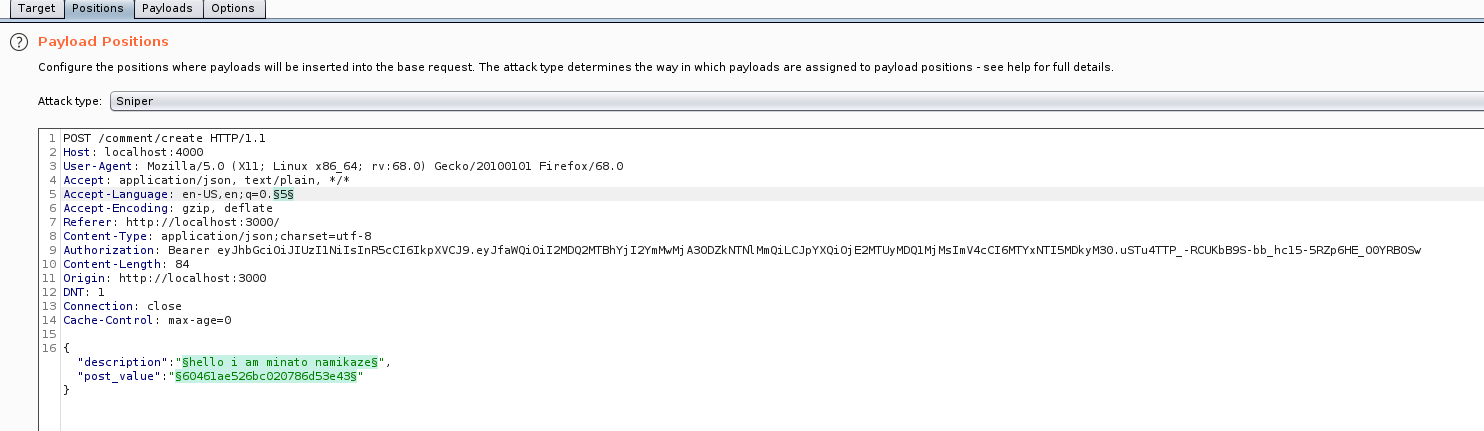 Target Positions Payloads Options
? Payload Positions
Configure the positions where payloads will be inserted into the base request. The attack type determines the way in which payloads are assigned to payload positions - see help for full details.
Attack type: Sniper
1 POST /comment/create HTTP/1.1
2 Host: localhost:4000
3 User-Agent: Mozilla/5.0 (X11; Linux x86_64; rv:68.0) Gecko/20100101 Firefox/68.0
4 Accept: application/json, text/plain, */*
5 Accept-Language: en-US,en;q=0.§5§
6 Accept-Encoding: gzip, deflate
7 Referer: http://localhost:3000/
8 Content-Type: application/json;charset=utf-8
9 Authorization: Bearer eyJhbGciOiJIUzI1NiIsInR5cCI6IkpXVCJ9.eyJfaWQiOiI2MDQ2MTBhYjI2YmMwMjA3ODZkNTNlMmQiLCJpYXQiOjE2MTUyMDQ1MjMsImV4cCI6MTYxNTI5MDkyM30.uSTu4TTP_-RCUKbB9S-bb_hc15-5RZp6HE_O0YRBOSw
10 Content-Length: 84
11 Origin: http://localhost:3000
12 DNT: 1
13 Connection: close
14 Cache-Control: max-age=0
15
16 {
"description":"§hello i am minato namikaze§",
"post_value":"§60461ae526bc020786d53e43§"
}